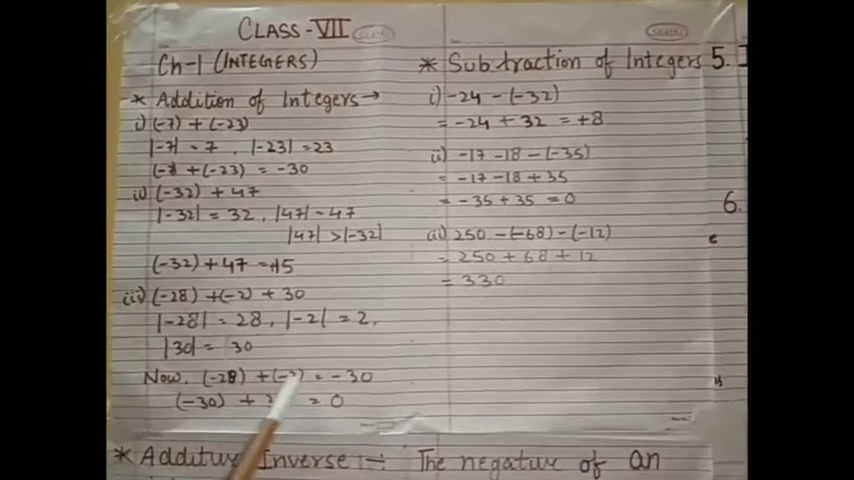 CLASS-VII
Ch-1 (INTEGERS)
* Addition of Integers→
i) (-7) + (-23)
|-7| = 7 , |-23| = 23
(-7) + (-23) = -30
ii) (-32) + 47
|-32| = 32, |47| = 47
|47| > |-32|
(-32) + 47 = +15
iii) (-28) + (-2) + 30
|-28| = 28, |-2| = 2,
|30| = 30
Now, (-28) + (-2) = -30
(-30) + = 0
* Subtraction of Integers
i) -24 - (-32)
= -24 + 32 = +8
ii) -17 -18 - (-35)
= -17 -18 + 35
= -35 + 35 = 0
iii) 250 - (-68) - (-12)
= 250 + 68 + 12
= 330
5.
6.
* Additive Inverse :- The negative of an